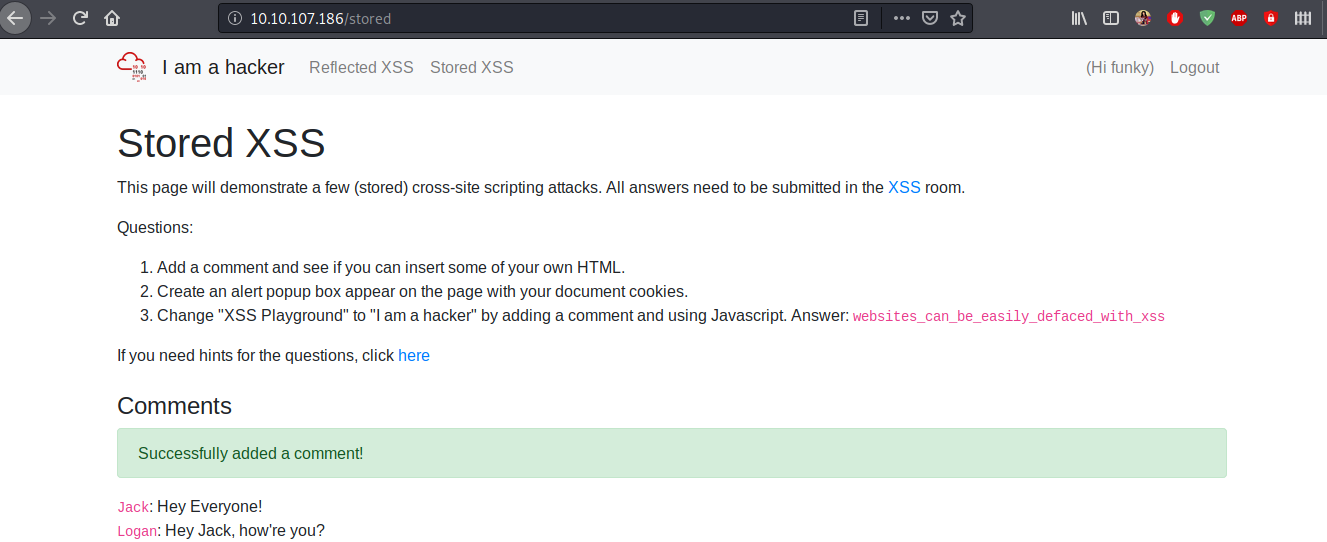 10.10.107.186/stored
ABP
I am a hacker Reflected XSS Stored XSS (Hi funky) Logout
Stored XSS
This page will demonstrate a few (stored) cross-site scripting attacks. All answers need to be submitted in the XSS room.
Questions:
1. Add a comment and see if you can insert some of your own HTML.
2. Create an alert popup box appear on the page with your document cookies.
3. Change "XSS Playground" to "I am a hacker" by adding a comment and using Javascript. Answer: websites_can_be_easily_defaced_with_xss
If you need hints for the questions, click here
Comments
Successfully added a comment!
Jack: Hey Everyone!
Logan: Hey Jack, how're you?